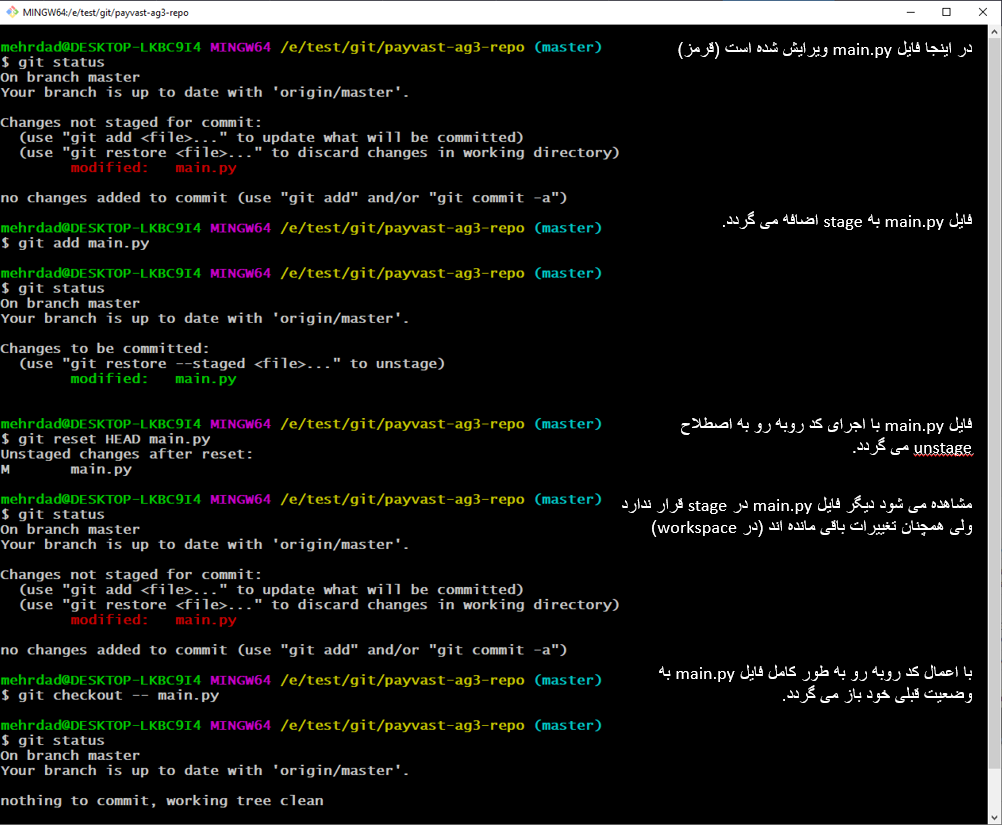 MINGW64:/e/test/git/payvast-ag3-repo
mehrdad@DESKTOP-LKBC9I4 MINGW64 /e/test/git/payvast-ag3-repo (master)
در اینجا فایل main.py ویرایش شده است (قرمز)
$ git status
On branch master
Your branch is up to date with 'origin/master'.
Changes not staged for commit:
(use "git add <file>..." to update what will be committed)
(use "git restore <file>..." to discard changes in working directory)
modified: main.py
no changes added to commit (use "git add" and/or "git commit -a")
فایل main.py به stage اضافه می گردد.
mehrdad@DESKTOP-LKBC9I4 MINGW64 /e/test/git/payvast-ag3-repo (master)
$ git add main.py
mehrdad@DESKTOP-LKBC9I4 MINGW64 /e/test/git/payvast-ag3-repo (master)
$ git status
On branch master
Your branch is up to date with 'origin/master'.
Changes to be committed:
(use "git restore --staged <file>..." to unstage)
modified: main.py
mehrdad@DESKTOP-LKBC9I4 MINGW64 /e/test/git/payvast-ag3-repo (master)
فایل main.py با اجرای کد روبه رو به اصطلاح
unstage می گردد.
$ git reset HEAD main.py
Unstaged changes after reset:
M main.py
mehrdad@DESKTOP-LKBC9I4 MINGW64 /e/test/git/payvast-ag3-repo (master)
مشاهده می شود دیگر فایل main.py در stage قرار ندارد
ولی همچنان تغییرات باقی مانده اند (در workspace)
$ git status
On branch master
Your branch is up to date with 'origin/master'.
Changes not staged for commit:
(use "git add <file>..." to update what will be committed)
(use "git restore <file>..." to discard changes in working directory)
modified: main.py
no changes added to commit (use "git add" and/or "git commit -a")
با اعمال کد روبه رو به طور کامل فایل main.py به
وضعیت قبلی خود باز می گردد.
mehrdad@DESKTOP-LKBC9I4 MINGW64 /e/test/git/payvast-ag3-repo (master)
$ git checkout -- main.py
mehrdad@DESKTOP-LKBC9I4 MINGW64 /e/test/git/payvast-ag3-repo (master)
$ git status
On branch master
Your branch is up to date with 'origin/master'.
nothing to commit, working tree clean